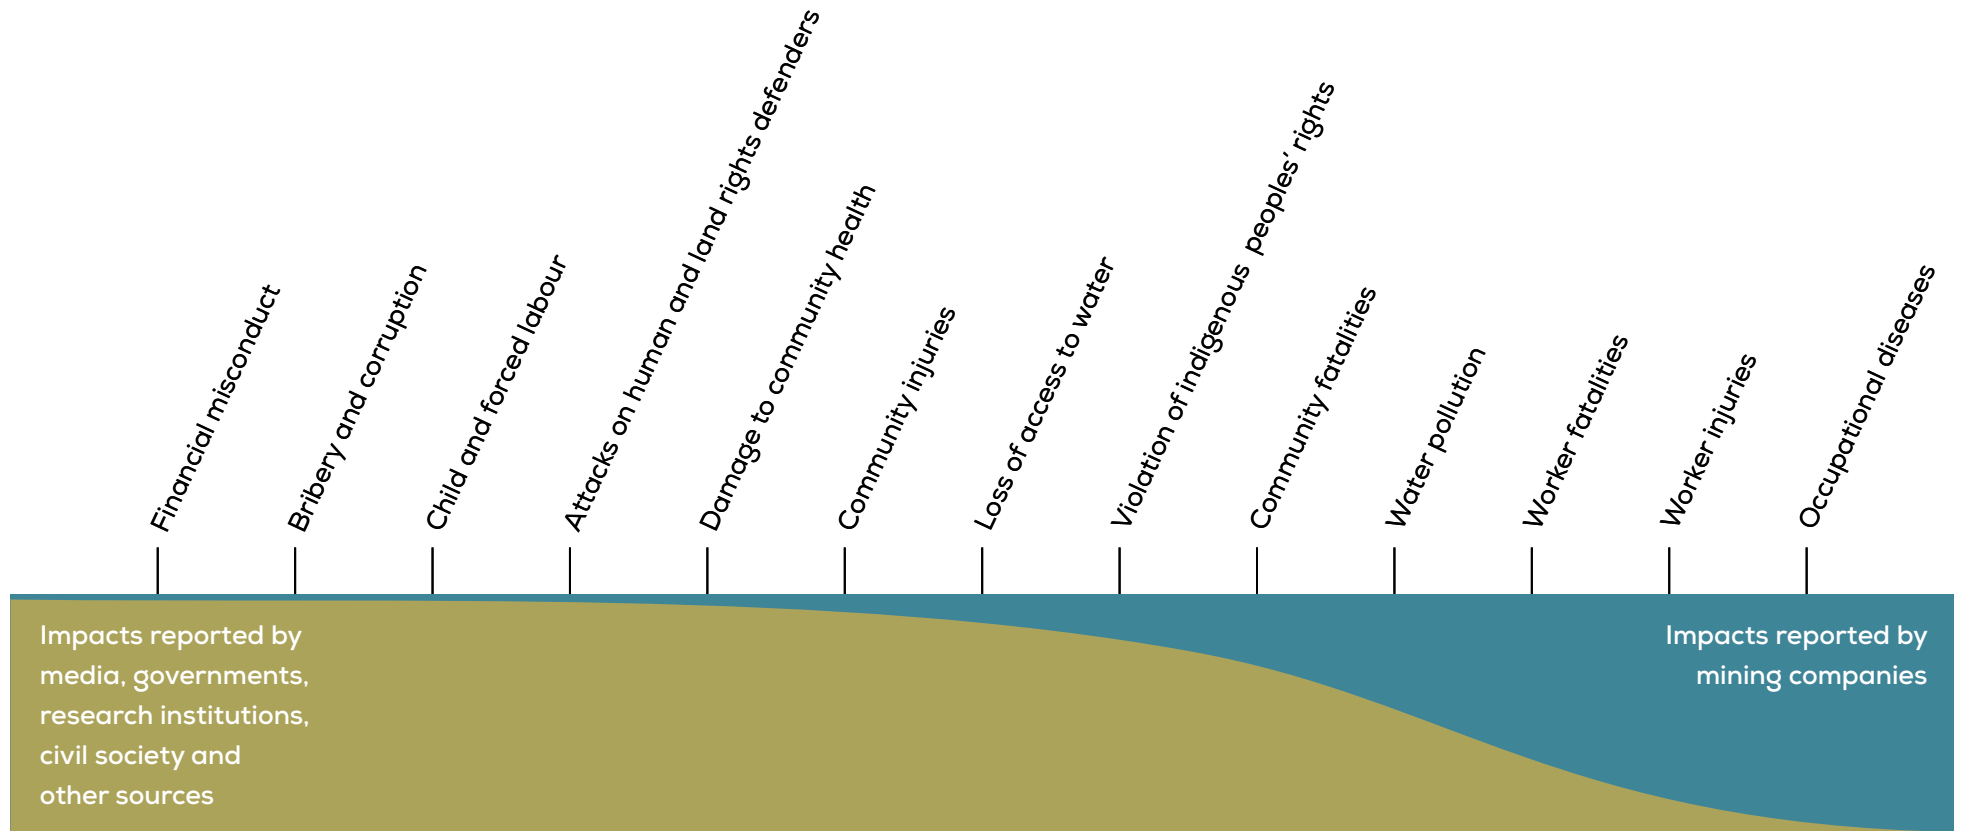 Financial misconduct
Bribery and corruption
Child and forced labour
Attacks on human and land rights defenders
Damage to community health
Community injuries
Loss of access to water
Violation of indigenous peoples’ rights
Community fatalities
Water pollution
Worker fatalities
Worker injuries
Occupational diseases
Impacts reported by
media, governments,
research institutions,
civil society and
other sources
Impacts reported by
mining companies